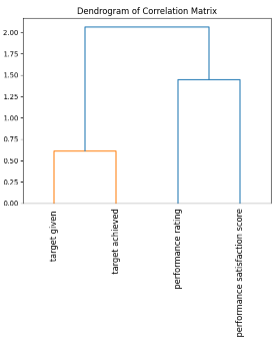 Dendrogram of Correlation Matrix
2.00
1.75
1.50
1.25
1.00
0.75
0.50
0.25
0.00
target given
target achieved
performance rating
performance satisfaction score